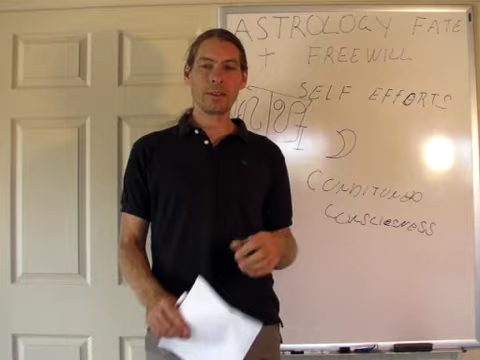 ASTROLOGY FATE
+ FREEWILL
SELF EFFORTS
CONDITIONED
CONSCIOUSNESS